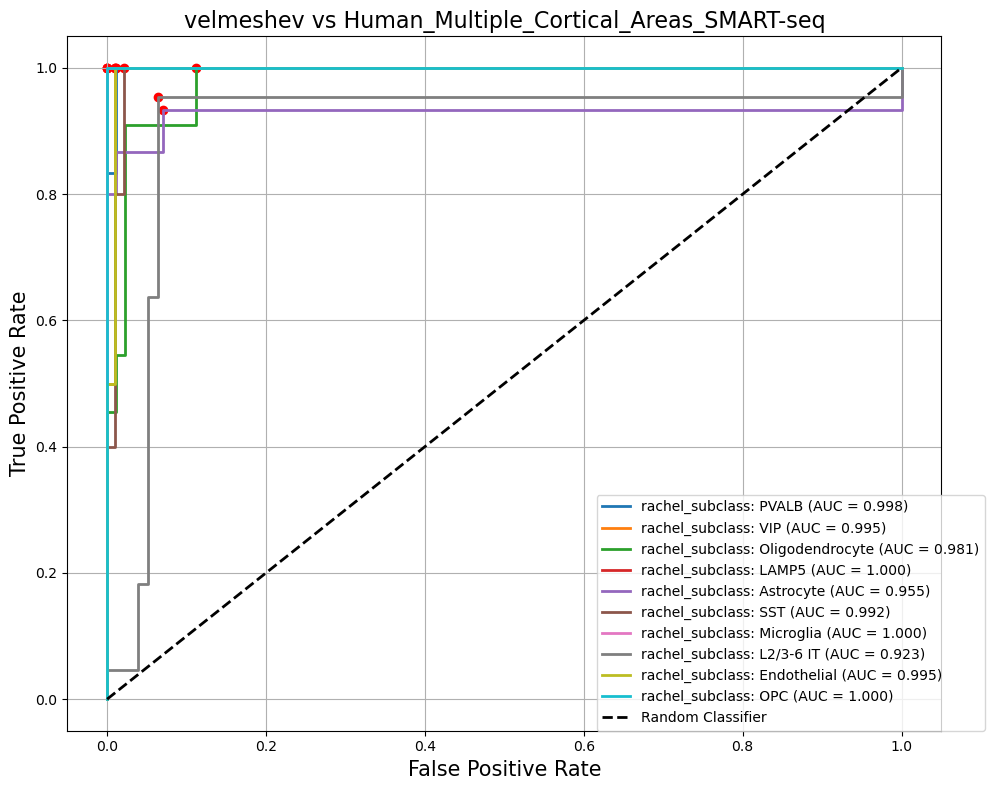 velmeshev vs Human_Multiple_Cortical_Areas_SMART-seq
True Positive Rate
1.0
0.8
0.6
0.4
0.2
0.0
rachel_subclass: PVALB (AUC = 0.998)
rachel_subclass: VIP (AUC = 0.995)
rachel_subclass: Oligodendrocyte (AUC = 0.981)
rachel_subclass: LAMP5 (AUC = 1.000)
rachel_subclass: Astrocyte (AUC = 0.955)
rachel_subclass: SST (AUC = 0.992)
rachel_subclass: Microglia (AUC = 1.000)
rachel_subclass: L2/3-6 IT (AUC = 0.923)
rachel_subclass: Endothelial (AUC = 0.995)
rachel_subclass: OPC (AUC = 1.000)
Random Classifier
0.0 0.2 0.4 0.6 0.8 1.0
False Positive Rate